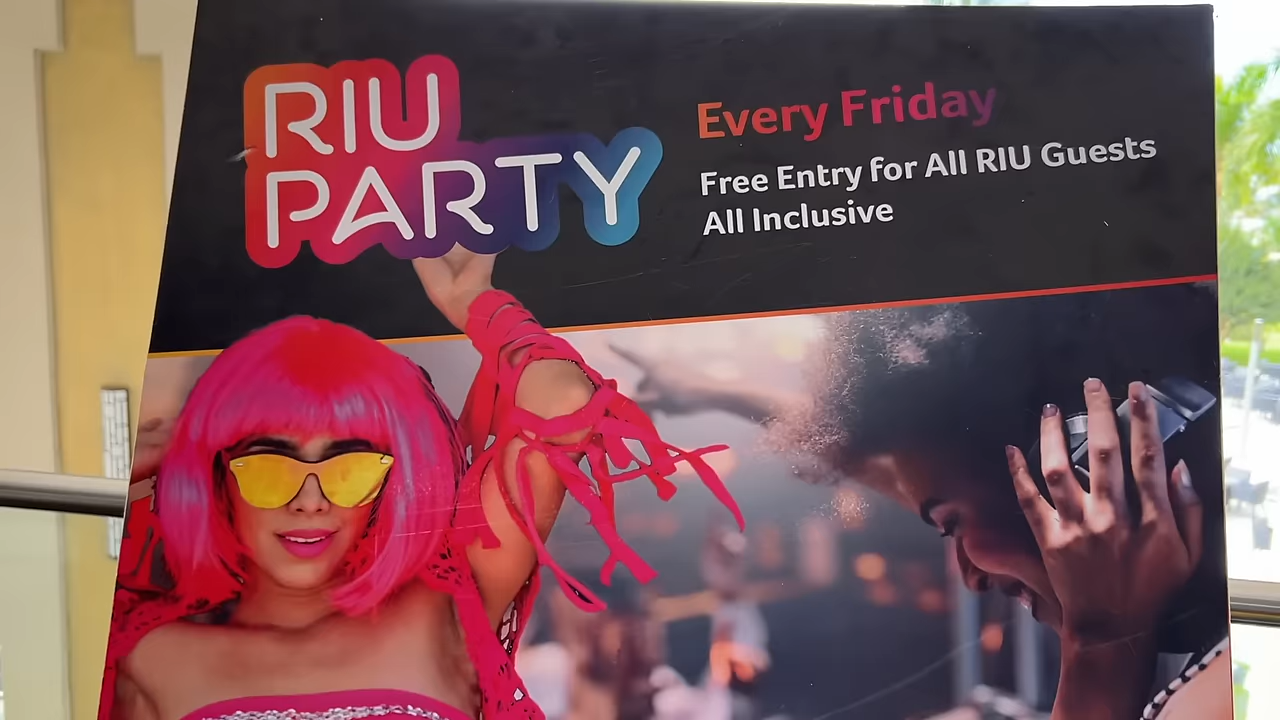 RIU
PARTY
Every Friday
Free Entry for All RIU Guests
All Inclusive